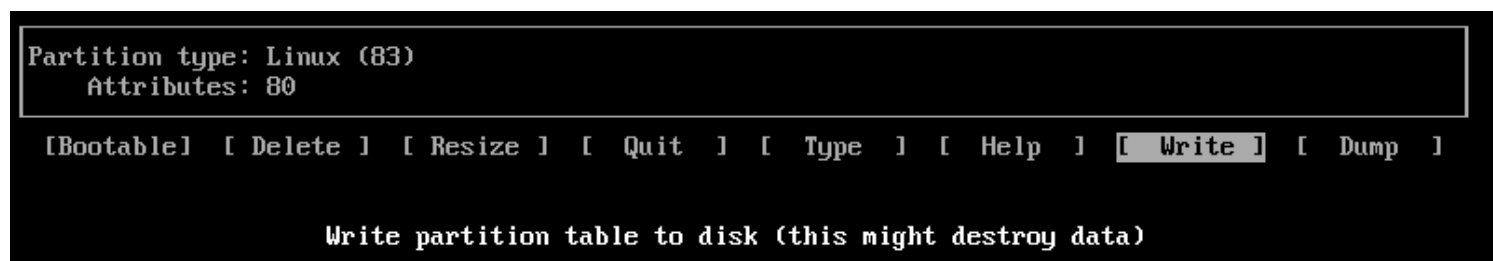 Partition type: Linux (83)
Attributes: 80
[Bootable] [ Delete ] [ Resize ] [ Quit ] [ Type ] [ Help ] [ Write ] [ Dump ]
Write partition table to disk (this might destroy data)